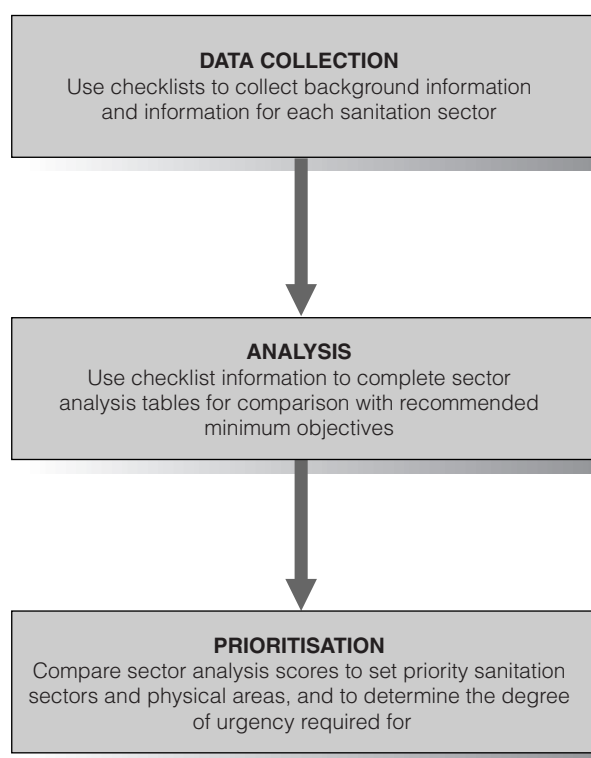 DATA COLLECTION
Use checklists to collect background information
and information for each sanitation sector
ANALYSIS
Use checklist information to complete sector
analysis tables for comparison with recommended
minimum objectives
PRIORITISATION
Compare sector analysis scores to set priority sanitation
sectors and physical areas, and to determine the degree
of urgency required for